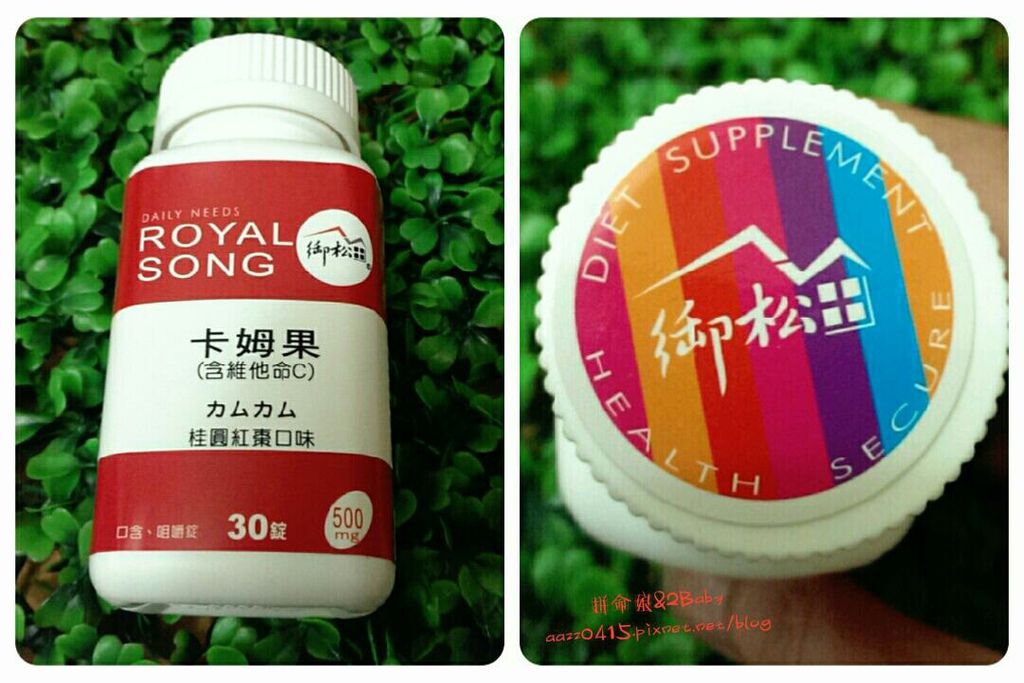 DAILY NEEDS
ROYAL
SONG
御松田
卡姆果
(含維他命C)
カムカム
桂圓紅棗口味
口含、咀嚼錠
30錠
500
mg
DIET SUPPLEMENT
御松田
HEALTH SECURE
拼命娘&2Baby
aazz0415.pixnet.net/blog